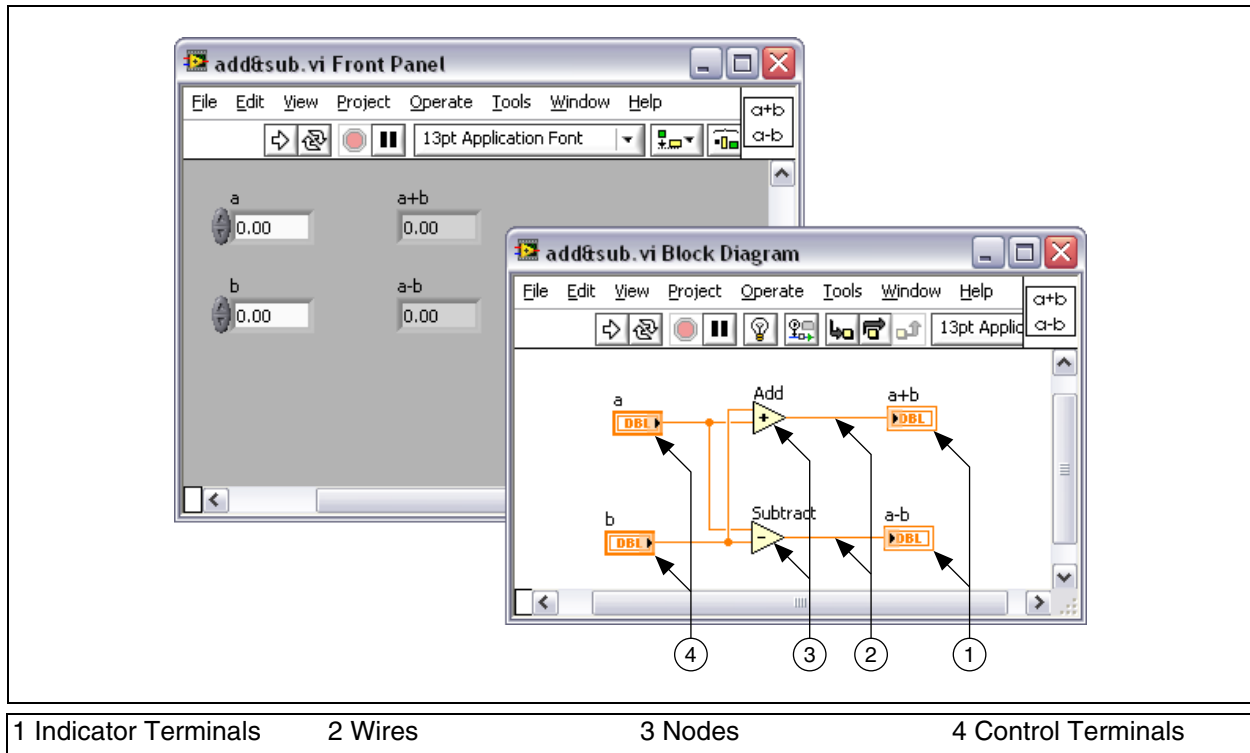 add&sub.vi Front Panel
File Edit View Project Operate Tools Window Help
a+b
a-b
13pt Application Font
a
a+b
0.00
0.00
b
a-b
0.00
0.00
add&sub.vi Block Diagram
File Edit View Project Operate Tools Window Help
a+b
a-b
13pt Applic
a
Add
a+b
DBL
+
DBL
b
Subtract
a-b
DBL
-
DBL
4
3
2
1
1 Indicator Terminals 2 Wires 3 Nodes 4 Control Terminals